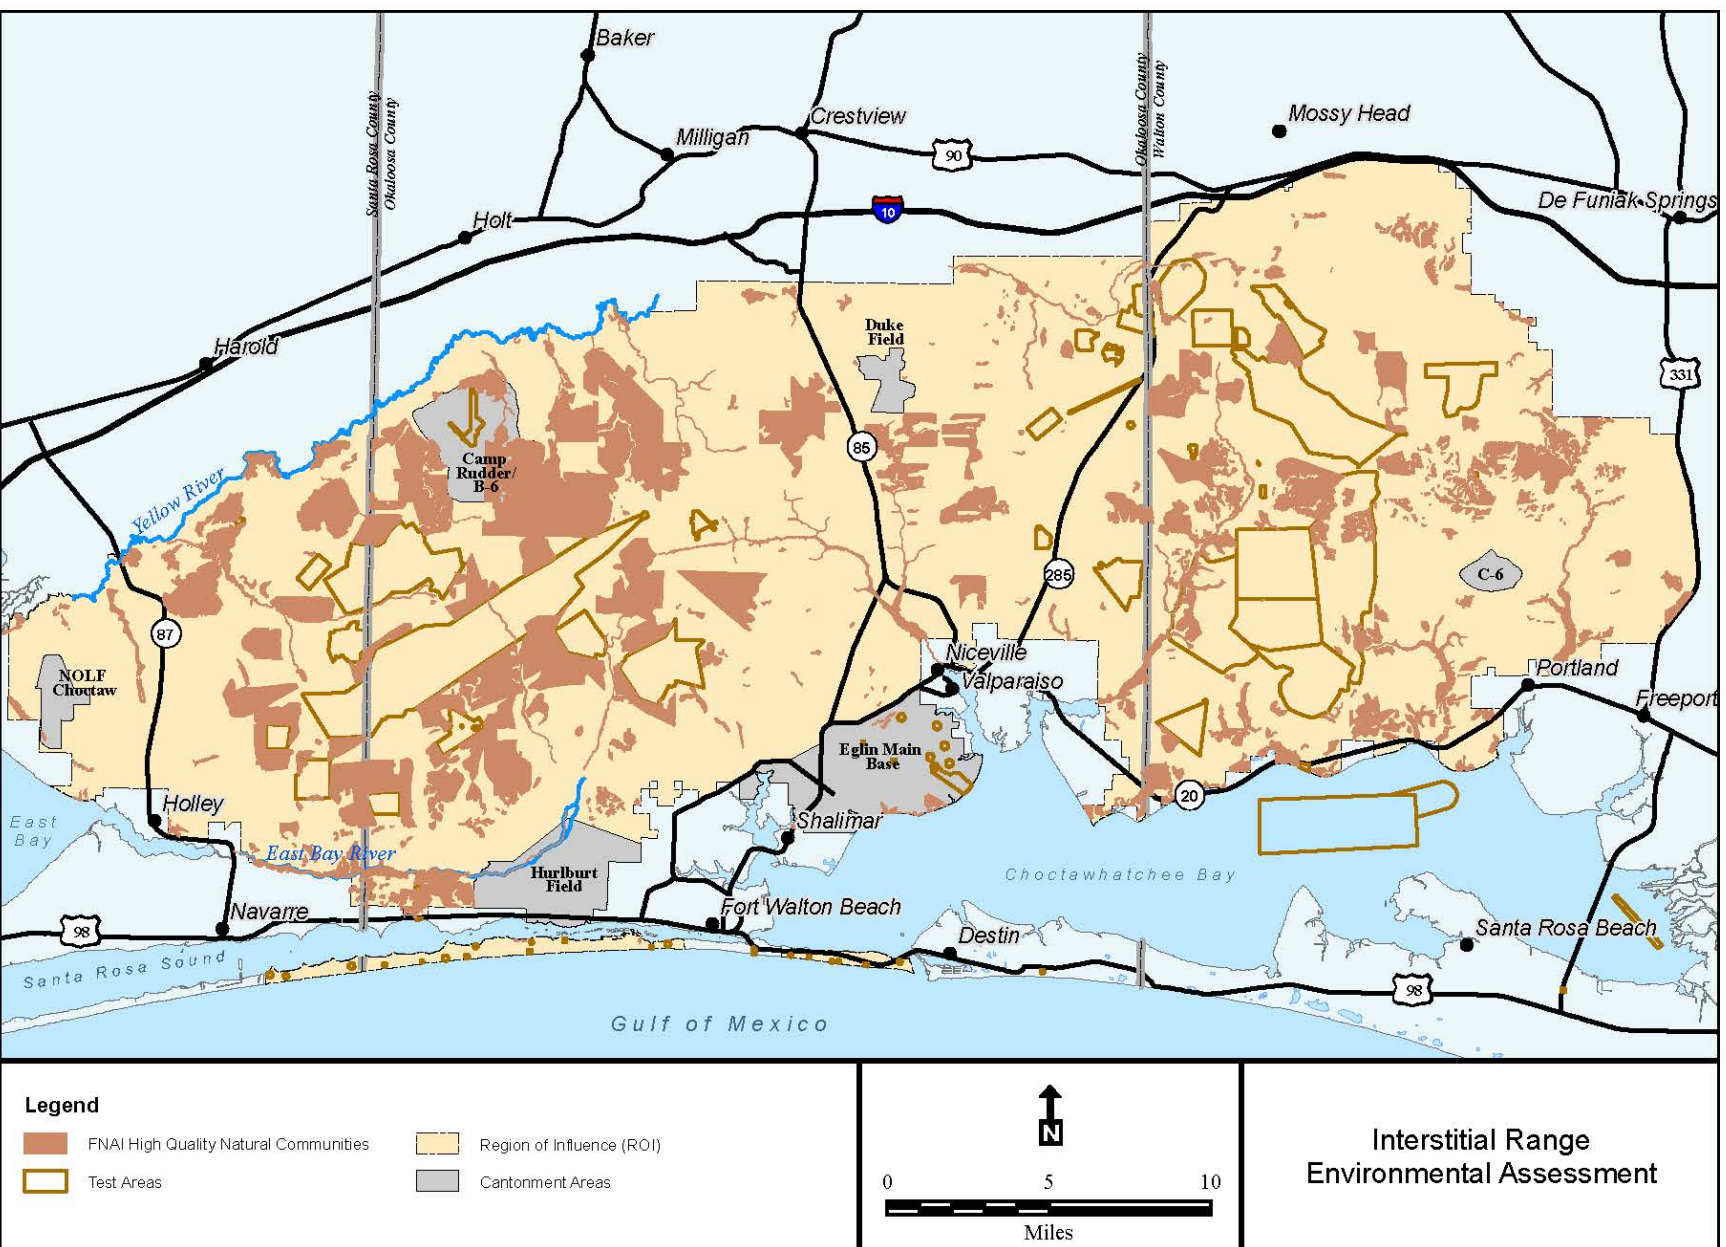 Baker
Santa Rosa County
Okaloosa County
Okaloosa County
Walton County
Crestview
Mossy Head
Milligan
90
De Funiak Springs
10
Holt
Duke
Field
Harold
331
85
Camp
Rudder/
B-6
Yellow River
285
C-6
87
NOLF
Choctaw
Niceville
Valparaiso
Portland
Freeport
Eglin Main
Base
20
Holley
Shalimar
East
Bay
East Bay River
Hurlburt
Field
Choctawhatchee Bay
Navarre
Fort Walton Beach
98
Destin
Santa Rosa Beach
Santa Rosa Sound
98
Gulf of Mexico
Legend
FNAI High Quality Natural Communities
Region of Influence (ROI)
Test Areas
Cantonment Areas
N
0 5 10
Miles
Interstitial Range
Environmental Assessment